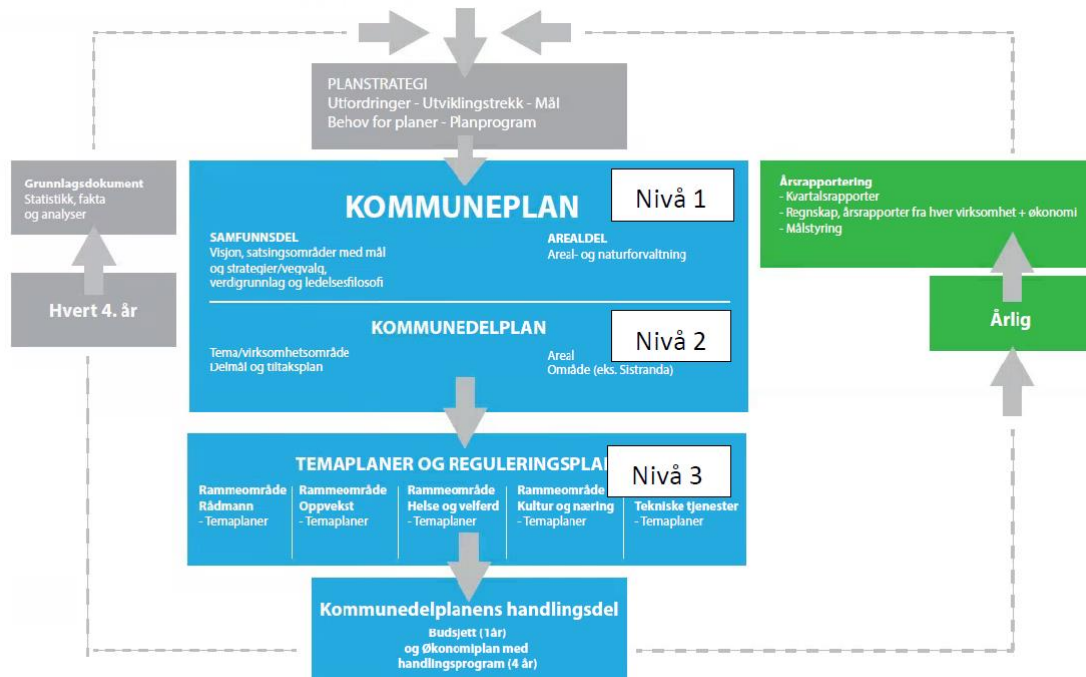 PLANSTRATEGI
Utfordringer - Utviklingstrekk - Mål
Behov for planer - Planprogram
Grunnlagsdokument
Statistikk, fakta
og analyser
Hvert 4. år
KOMMUNEPLAN
Nivå 1
SAMFUNNSDEL
Visjon, satsingsområder med mål
og strategier/vegvalg,
verdigrunnlag og ledelsesfilosofi
AREALDEL
Areal- og naturforvaltning
KOMMUNEDELPLAN
Nivå 2
Tema/virksomhetsområde
Delmål og tiltaksplan
Areal
Område (eks. Sistranda)
Årsrapportering
- Kvartalsrapporter
- Regnskap, årsrapporter fra hver virksomhet + økonomi
- Målstyring
Årlig
TEMAPLANER OG REGULERINGSPLA
Nivå 3
Rammeområde
Rådmann
- Temaplaner
Rammeområde
Oppvekst
- Temaplaner
Rammeområde
Helse og velferd
- Temaplaner
Rammeområde
Kultur og næring
- Temaplaner
Tekniske tjenester
- Temaplaner
Kommunedelplanens handlingsdel
Budsjett (1år)
og Økonomiplan med
handlingsprogram (4 år)